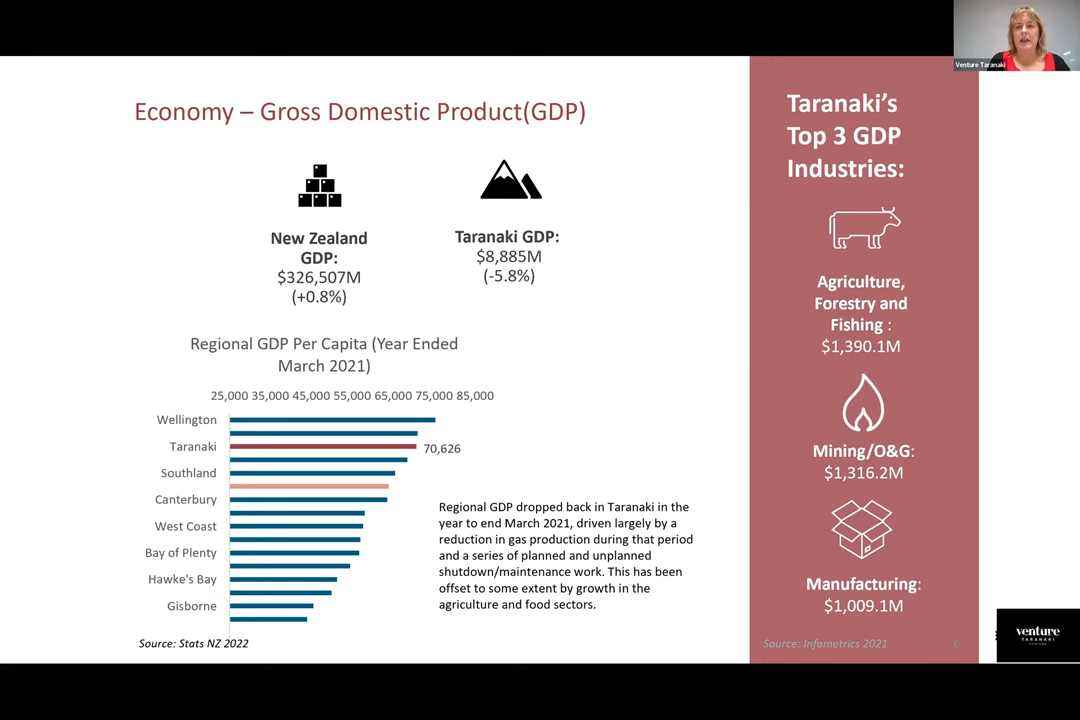 Venture Taranaki
Economy – Gross Domestic Product(GDP)
New Zealand
GDP:
$326,507M
(+0.8%)
Taranaki GDP:
$8,885M
(-5.8%)
Regional GDP Per Capita (Year Ended
March 2021)
25,000 35,000 45,000 55,000 65,000 75,000 85,000
Wellington
Taranaki
70,626
Southland
Canterbury
West Coast
Bay of Plenty
Hawke's Bay
Gisborne
Regional GDP dropped back in Taranaki in the
year to end March 2021, driven largely by a
reduction in gas production during that period
and a series of planned and unplanned
shutdown/maintenance work. This has been
offset to some extent by growth in the
agriculture and food sectors.
Source: Stats NZ 2022
Taranaki’s
Top 3 GDP
Industries:
Agriculture,
Forestry and
Fishing :
$1,390.1M
Mining/O&G:
$1,316.2M
Manufacturing:
$1,009.1M
Source: Infometrics 2021
6
venture
TARANAKI